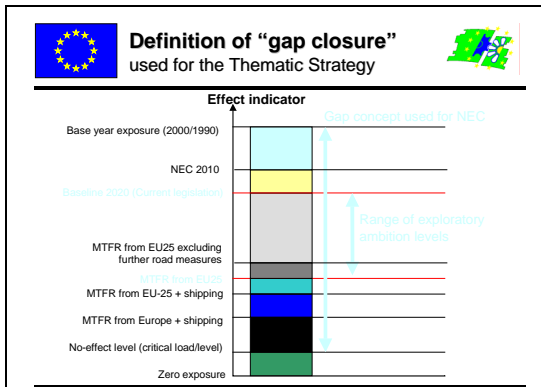 Definition of “gap closure”
used for the Thematic Strategy
Effect indicator
Gap concept used for NEC
Base year exposure (2000/1990)
NEC 2010
Baseline 2020 (Current legislation)
Range of exploratory
ambition levels
MTFR from EU25 excluding
further road measures
MTFR from EU25
MTFR from EU-25 + shipping
MTFR from Europe + shipping
No-effect level (critical load/level)
Zero exposure